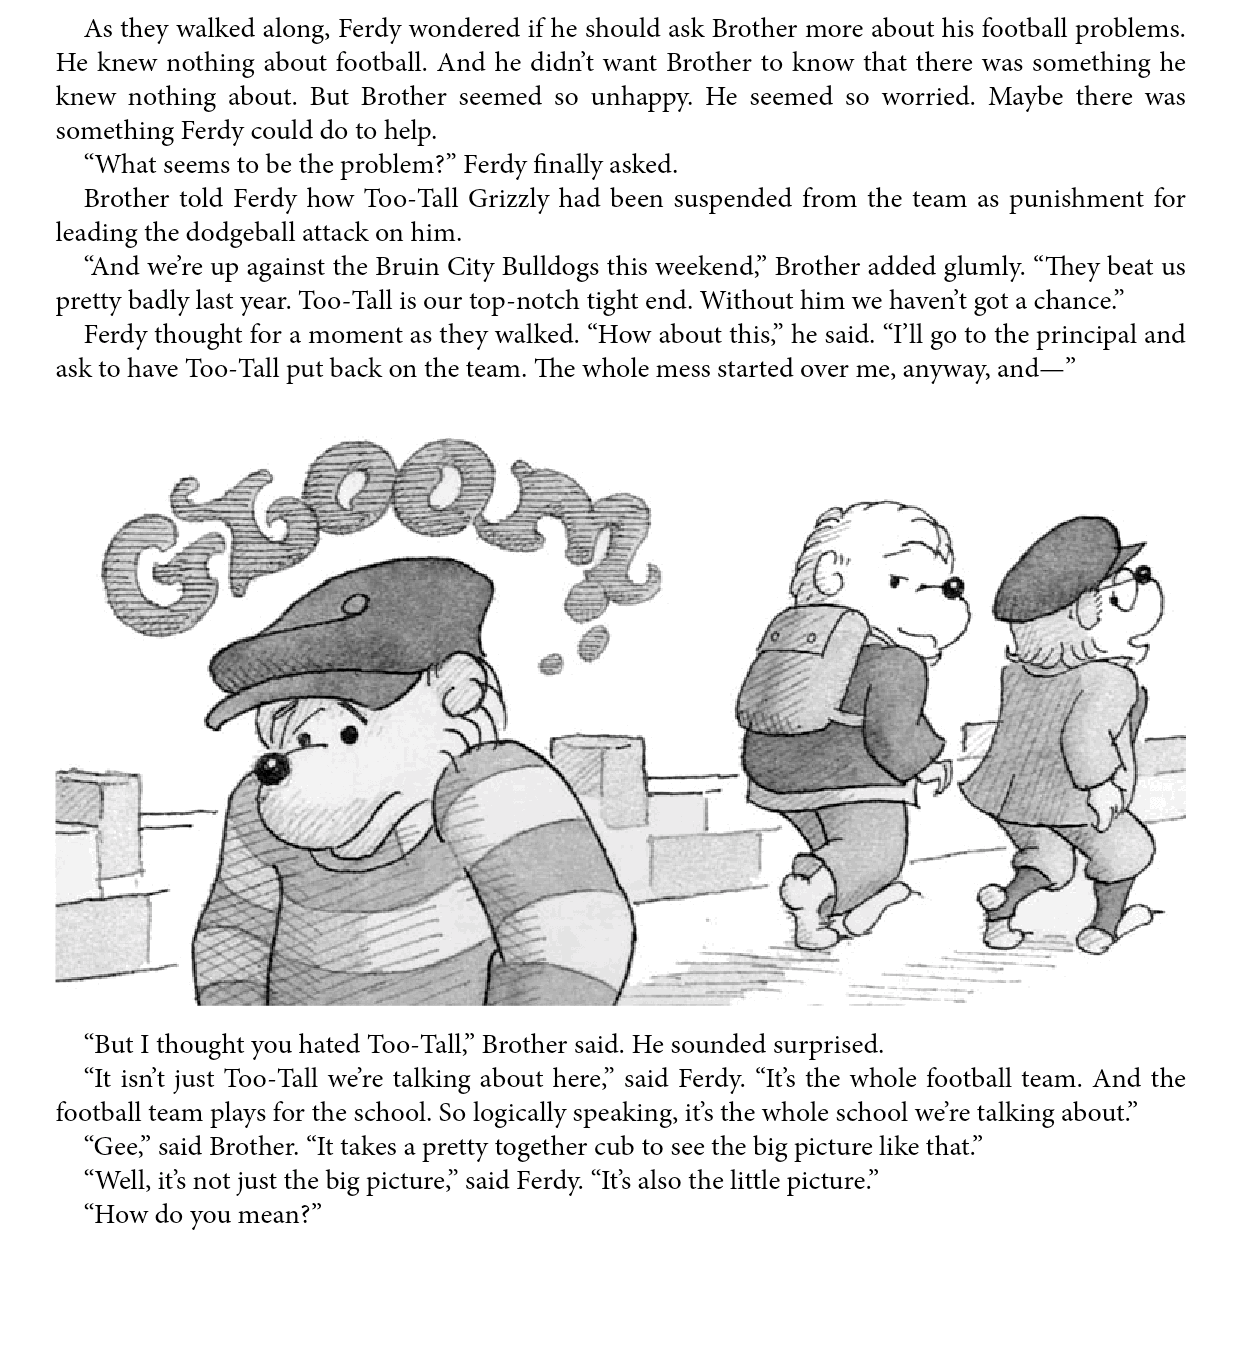 As they walked along, Ferdy wondered if he should ask Brother more about his football problems.
He knew nothing about football. And he didn’t want Brother to know that there was something he
knew nothing about. But Brother seemed so unhappy. He seemed so worried. Maybe there was
something Ferdy could do to help.
“What seems to be the problem?” Ferdy finally asked.
Brother told Ferdy how Too-Tall Grizzly had been suspended from the team as punishment for
leading the dodgeball attack on him.
“And we’re up against the Bruin City Bulldogs this weekend,” Brother added glumly. “They beat us
pretty badly last year. Too-Tall is our top-notch tight end. Without him we haven’t got a chance.”
Ferdy thought for a moment as they walked. “How about this,” he said. “I’ll go to the principal and
ask to have Too-Tall put back on the team. The whole mess started over me, anyway, and—”
GLOOM
“But I thought you hated Too-Tall,” Brother said. He sounded surprised.
“It isn’t just Too-Tall we’re talking about here,” said Ferdy. “It’s the whole football team. And the
football team plays for the school. So logically speaking, it’s the whole school we’re talking about.”
“Gee,” said Brother. “It takes a pretty together cub to see the big picture like that.”
“Well, it’s not just the big picture,” said Ferdy. “It’s also the little picture.”
“How do you mean?”